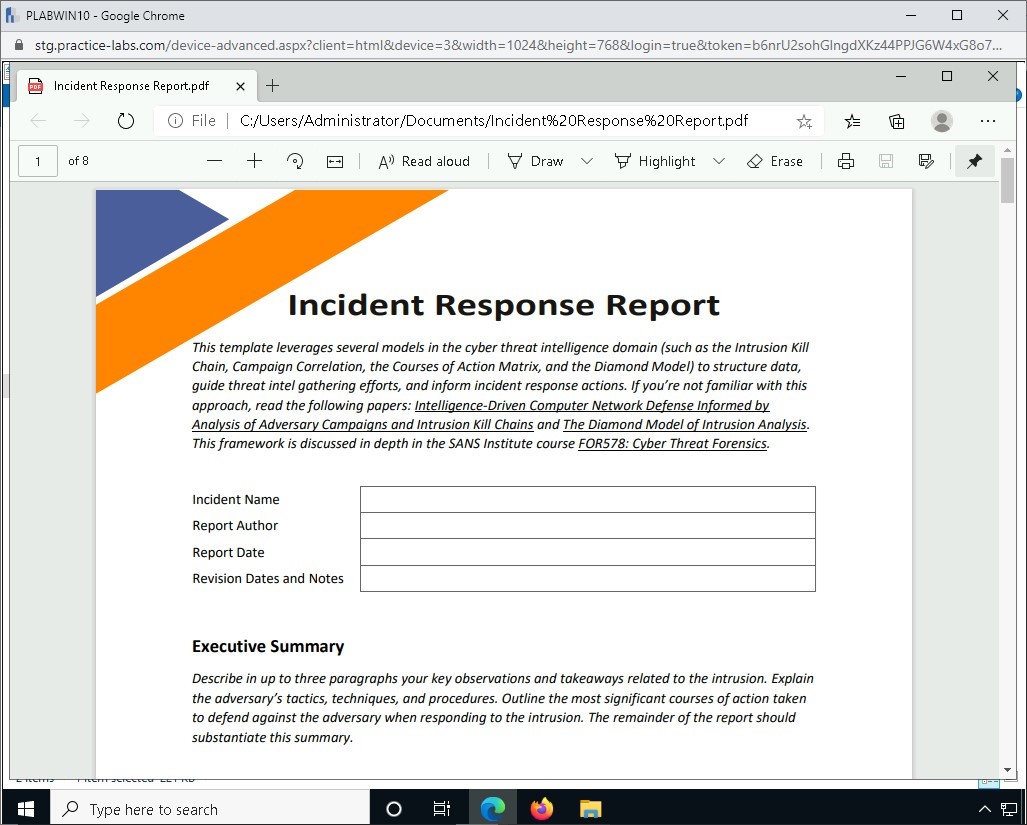 PLABWIN10 - Google Chrome
stg.practice-labs.com/device-advanced.aspx?client=html&device=3&width=1024&height=768&login=true&token=b6nrU2sohGlngdXKz44PPJG6W4xG8o7...
PDF
Incident Response Report.pdf
File | C:/Users/Administrator/Documents/Incident%20Response%20Report.pdf
1 of 8 Read aloud Draw Highlight Erase
Incident Response Report
This template leverages several models in the cyber threat intelligence domain (such as the Intrusion Kill
Chain, Campaign Correlation, the Courses of Action Matrix, and the Diamond Model) to structure data,
guide threat intel gathering efforts, and inform incident response actions. If you're not familiar with this
approach, read the following papers: Intelligence-Driven Computer Network Defense Informed by
Analysis of Adversary Campaigns and Intrusion Kill Chains and The Diamond Model of Intrusion Analysis.
This framework is discussed in depth in the SANS Institute course FOR578: Cyber Threat Forensics.
Incident Name
Report Author
Report Date
Revision Dates and Notes
Executive Summary
Describe in up to three paragraphs your key observations and takeaways related to the intrusion. Explain
the adversary's tactics, techniques, and procedures. Outline the most significant courses of action taken
to defend against the adversary when responding to the intrusion. The remainder of the report should
substantiate this summary.
Type here to search